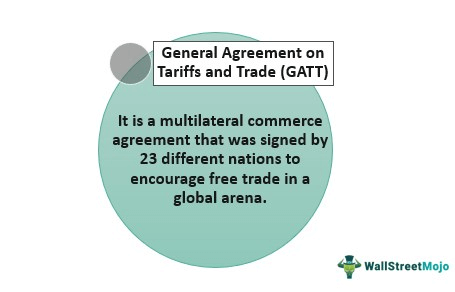 General Agreement on
Tariffs and Trade (GATT)
It is a multilateral commerce
agreement that was signed by
23 different nations to
encourage free trade in a
global arena.
WallStreetMojo